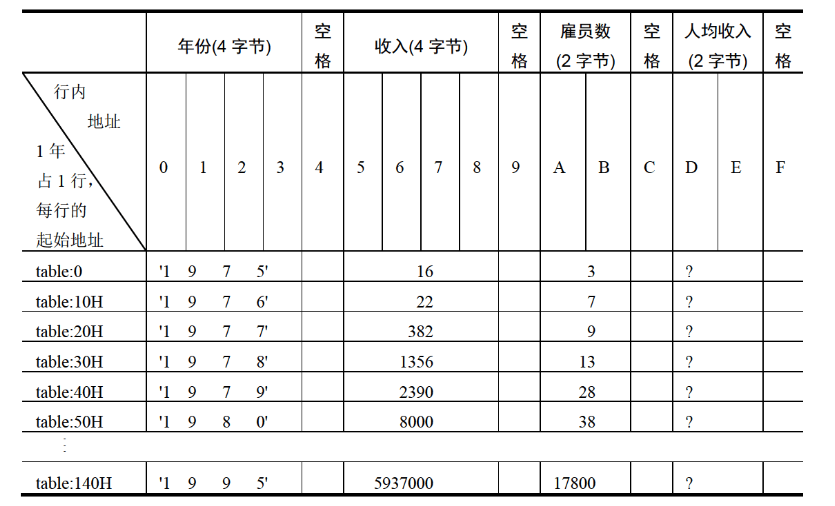 年份(4 字节) 空格 收入(4 字节) 空格 雇员数(2 字节) 空格 人均收入(2 字节) 空格
行内
地址
1 年
占 1 行，
每行的
起始地址
0 1 2 3 4 5 6 7 8 9 A B C D E F
table:0 '1 9 7 5' 16 3 ?
table:10H '1 9 7 6' 22 7 ?
table:20H '1 9 7 7' 382 9 ?
table:30H '1 9 7 8' 1356 13 ?
table:40H '1 9 7 9' 2390 28 ?
table:50H '1 9 8 0' 8000 38 ?
⋮
table:140H '1 9 9 5' 5937000 17800 ?